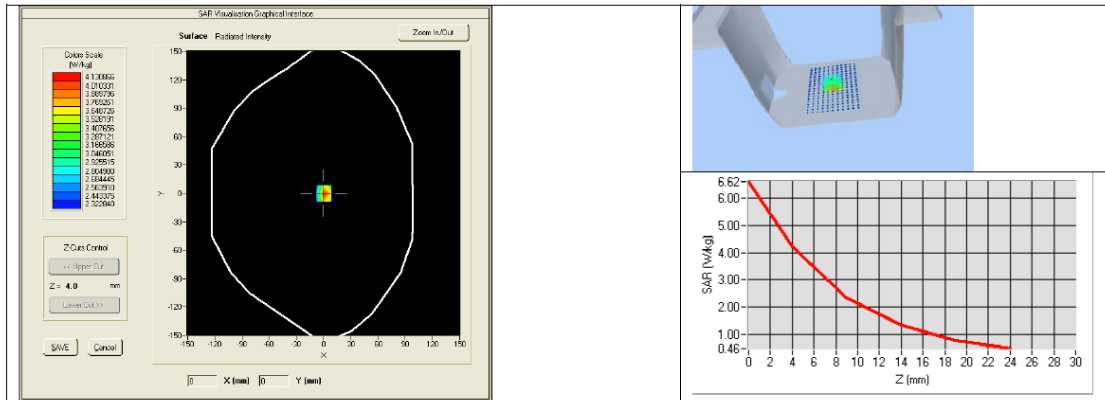 SAR Visualisation Graphical Interface
Surface Radiated Intensity
Zoom In/Out
Colors Scale
(W/kg)
4.130866
4.010331
3.889796
3.769261
3.648726
3.528191
3.407656
3.287121
3.166586
3.046051
2.925515
2.804980
2.684445
2.563910
2.443375
2.322840
150
120
90
60
30
Y
0
-30
-60
-90
-120
-150
-150 -120 -90 -60 -30 0 30 60 90 120 150
X
Z Cuts Control
<< Upper Cut
Z = 4.0 mm
Lower Cut >>
SAVE Cancel
0 X (mm) 0 Y (mm)
6.62
6.00
5.00
4.00
3.00
2.00
1.00
0.46
SAR (W/kg)
0 2 4 6 8 10 12 14 16 18 20 22 24 26 28 30
Z (mm)